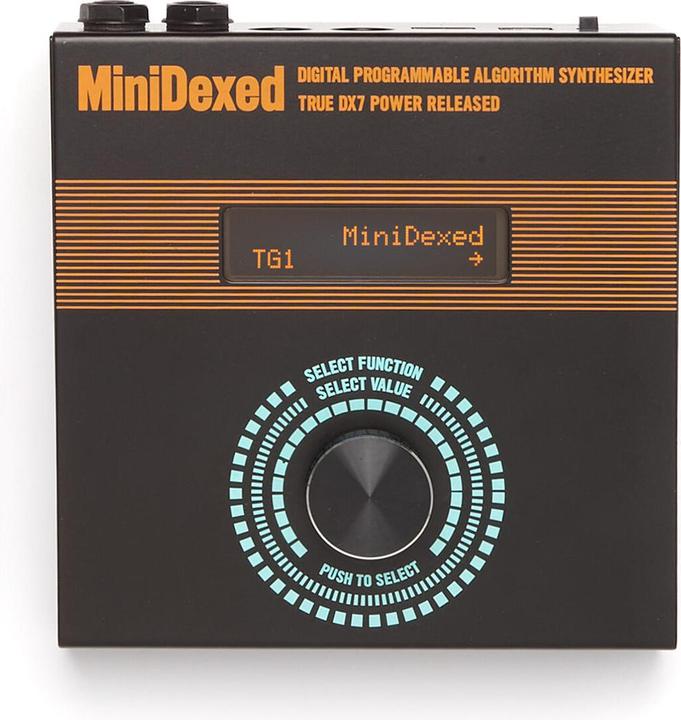 MiniDexed
DIGITAL PROGRAMMABLE ALGORITHM SYNTHESIZER
TRUE DX7 POWER RELEASED
MiniDexed
TG1 →
SELECT FUNCTION
SELECT VALUE
PUSH TO SELECT